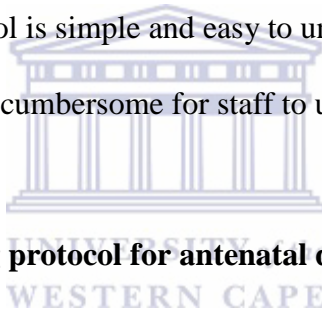 ol is simple and easy to un
cumbersome for staff to u
UNIVERSITY of the
protocol for antenatal
WESTERN CAPE